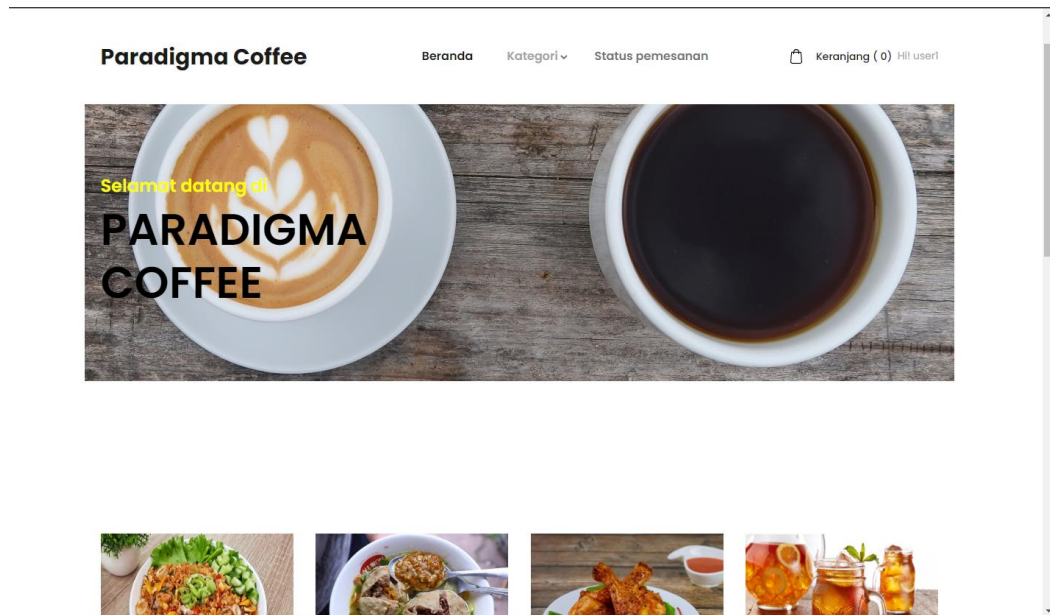 Paradigma Coffee
Beranda
Kategori
Status pemesanan
Keranjang ( 0)
Hi! user1
Selamat datang di
PARADIGMA
COFFEE